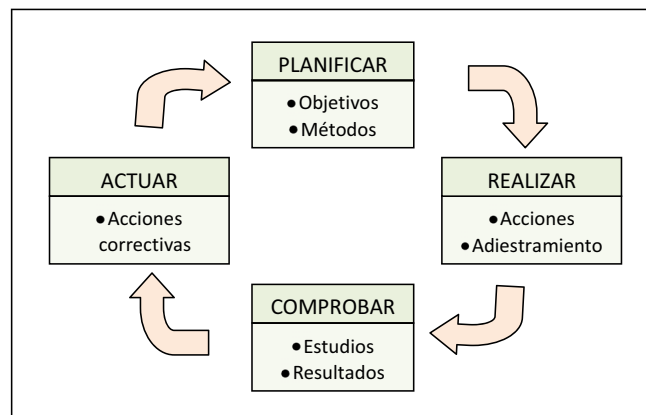 PLANIFICAR
● Objetivos
● Métodos
REALIZAR
● Acciones
● Adiestramiento
COMPROBAR
● Estudios
● Resultados
ACTUAR
● Acciones
correctivas